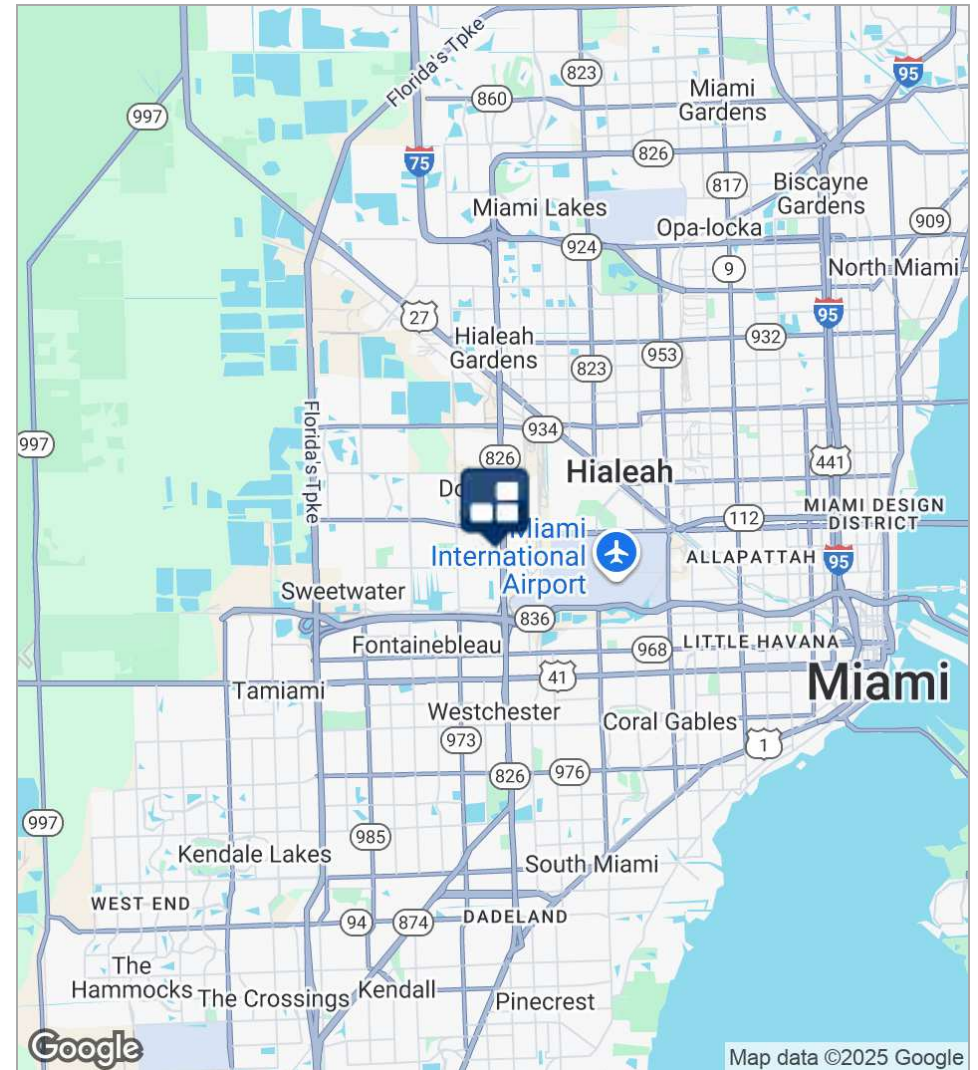 Florida's Tpke
823
95
997
860
Miami
Gardens
75
826
817
Biscayne
Gardens
Miami Lakes
909
Opa-locka
924
9
North Miami
27
95
Hialeah
Gardens
932
953
823
Florida's Tpke
997
934
826
441
Hialeah
Do
MIAMI DESIGN
DISTRICT
112
Miami
International
Airport
ALLAPATTAH
95
Sweetwater
836
Fontainebleau
968
LITTLE HAVANA
41
Miami
Tamiami
Westchester
Coral Gables
973
1
826
976
997
985
Kendale Lakes
South Miami
WEST END
94
874
DADELAND
The
Hammocks
The Crossings
Kendall
Pinecrest
Google
Map data ©2025 Google